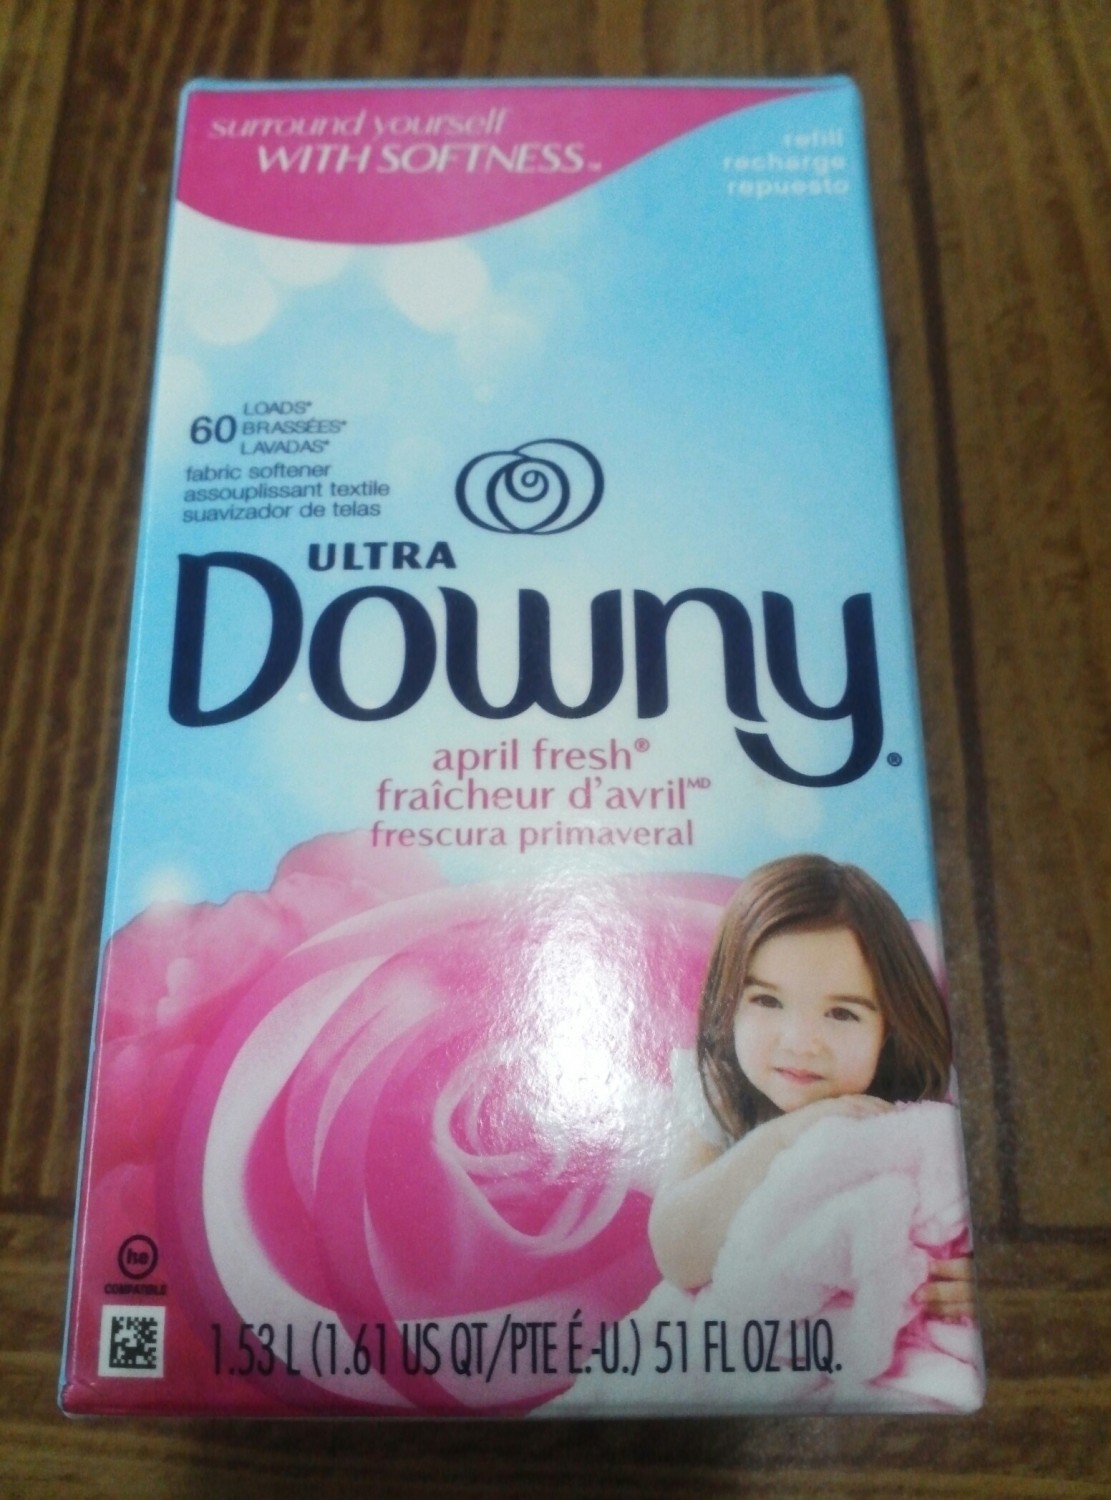 surround yourself
WITH SOFTNESS™
refill
recharge
repuesto
60 LOADS*
BRASSÉES*
LAVADAS*
fabric softener
assouplissant textile
suavizador de telas
ULTRA
Downy®
april fresh®
fraîcheur d'avril MD
frescura primaveral
he
COMPATIBLE
1.53 L (1.61 US QT/PTE É.-U.) 51 FL OZ LIQ.